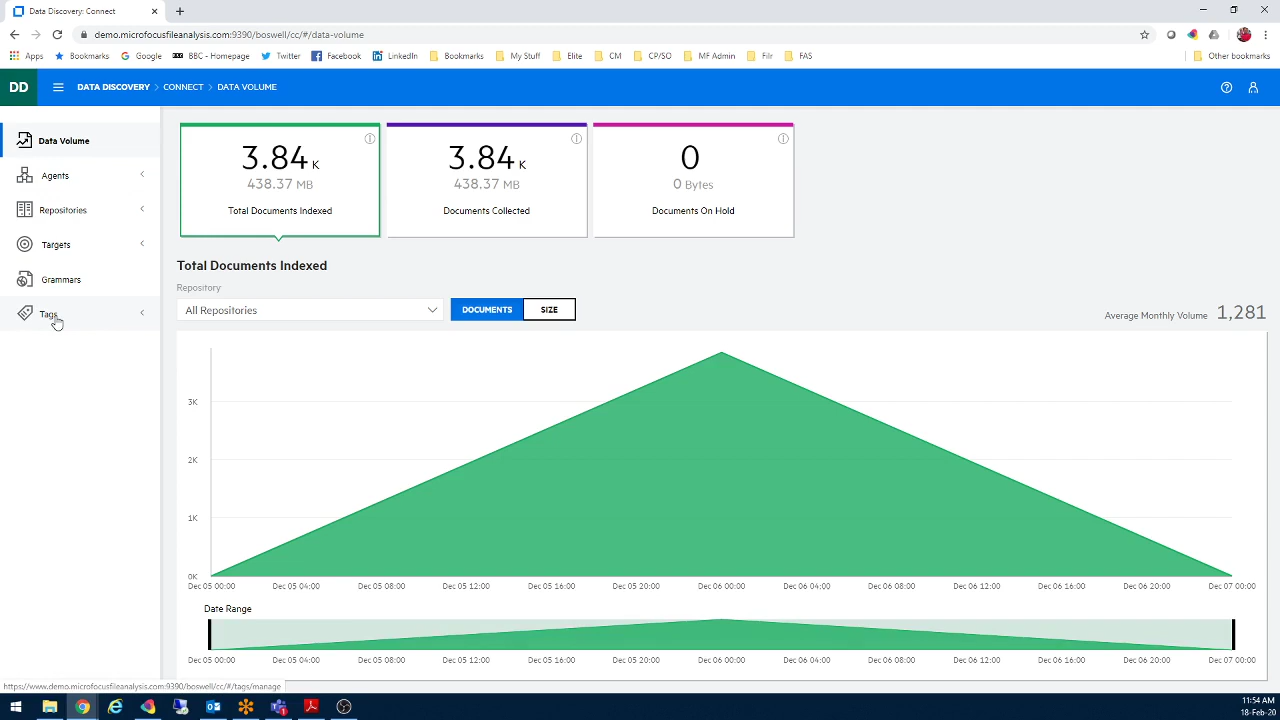 Data Discovery: Connect
demo.microfocusfileanalysis.com:9390/boswell/cc/#/data-volume
Apps Bookmarks Google BBC - Homepage Twitter Facebook LinkedIn Bookmarks My Stuff Elite CM CP/SO MF Admin Filr FAS Other bookmarks
DD DATA DISCOVERY > CONNECT > DATA VOLUME
Data Volume
Agents
Repositories
Targets
Grammars
Tags
3.84 K
438.37 MB
Total Documents Indexed
3.84 K
438.37 MB
Documents Collected
0
0 Bytes
Documents On Hold
Total Documents Indexed
Repository
All Repositories DOCUMENTS SIZE
Average Monthly Volume 1,281
3K
2K
1K
0K
Dec 05 00:00 Dec 05 04:00 Dec 05 08:00 Dec 05 12:00 Dec 05 16:00 Dec 05 20:00 Dec 06 00:00 Dec 06 04:00 Dec 06 08:00 Dec 06 12:00 Dec 06 16:00 Dec 06 20:00 Dec 07 00:00
Date Range
Dec 05 00:00 Dec 05 04:00 Dec 05 08:00 Dec 05 12:00 Dec 05 16:00 Dec 05 20:00 Dec 06 00:00 Dec 06 04:00 Dec 06 08:00 Dec 06 12:00 Dec 06 16:00 Dec 06 20:00 Dec 07 00:00
https://www.demo.microfocusfileanalysis.com:9390/boswell/cc/#/tags/manage
11:54 AM
18-Feb-20